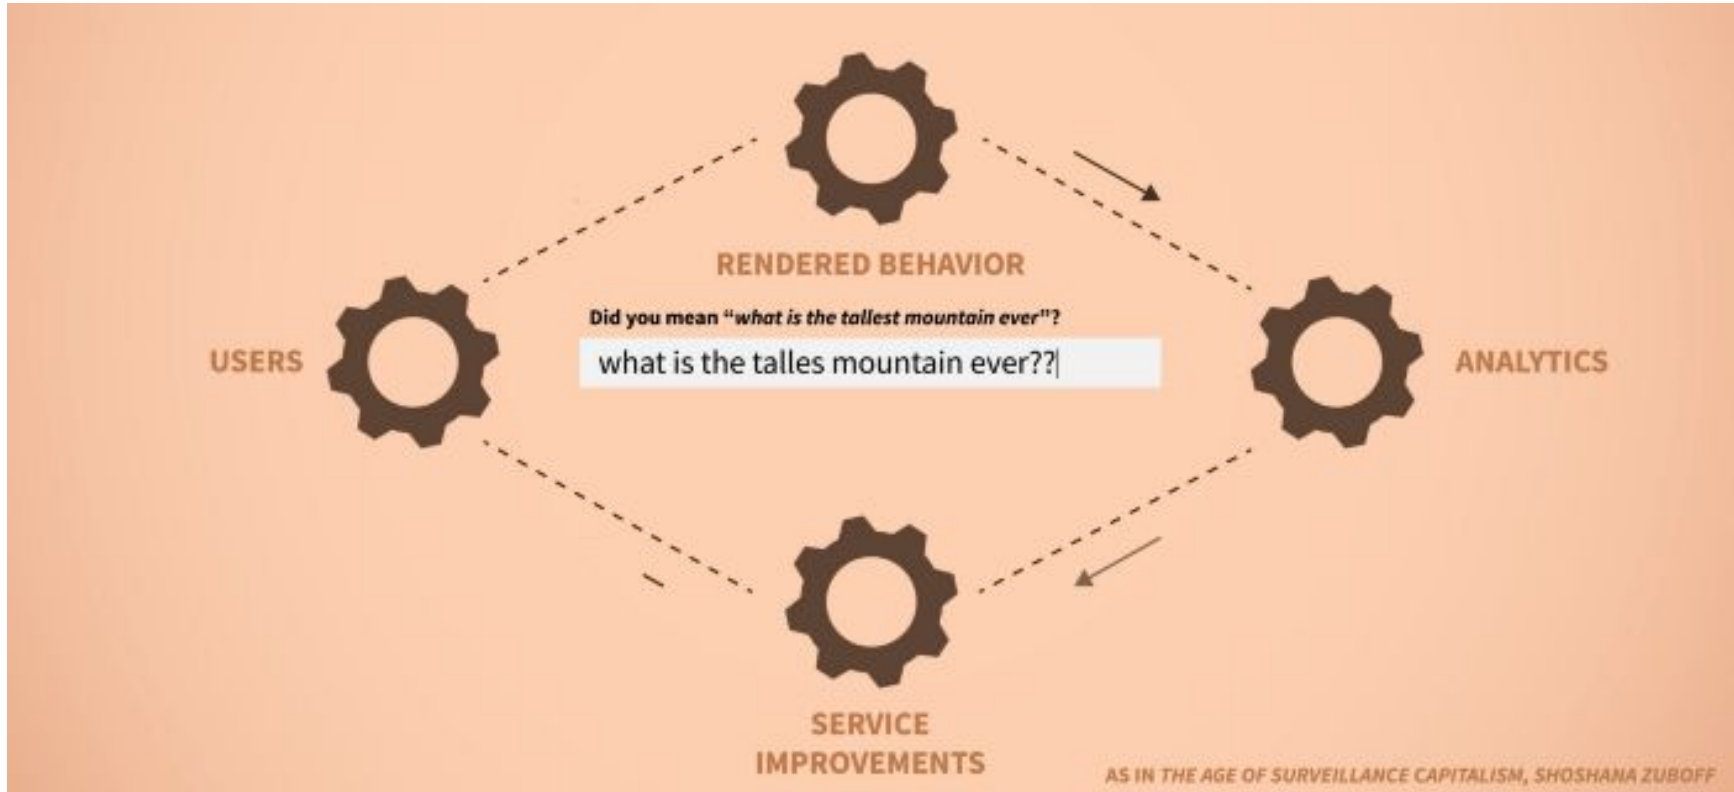 RENDERED BEHAVIOR
Did you mean “what is the tallest mountain ever”?
what is the talles mountain ever??
USERS
ANALYTICS
SERVICE
IMPROVEMENTS
AS IN THE AGE OF SURVEILLANCE CAPITALISM, SHOSHANA ZUBOFF